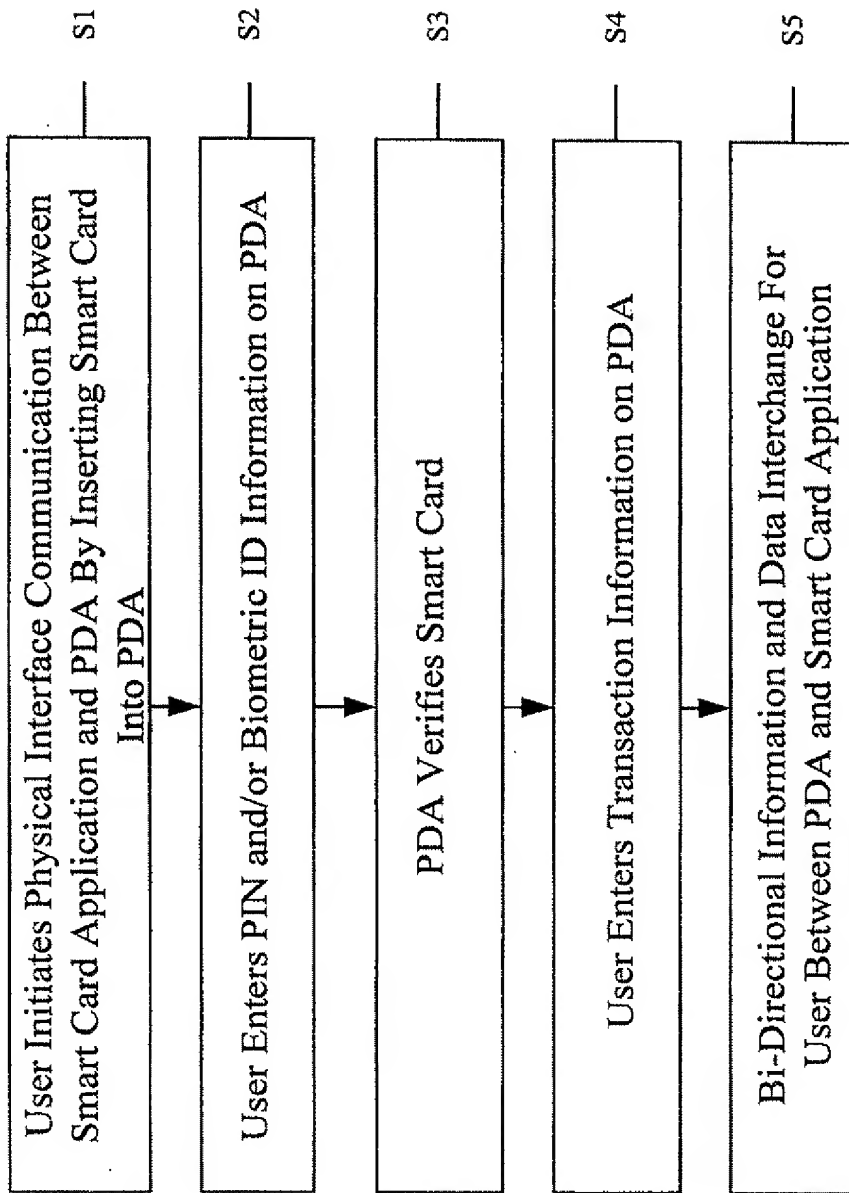 User Initiates Physical Interface Communication Between
Smart Card Application and PDA By Inserting Smart Card
Into PDA
S1
User Enters PIN and/or Biometric ID Information on PDA
S2
PDA Verifies Smart Card
S3
User Enters Transaction Information on PDA
S4
Bi-Directional Information and Data Interchange For
User Between PDA and Smart Card Application
S5